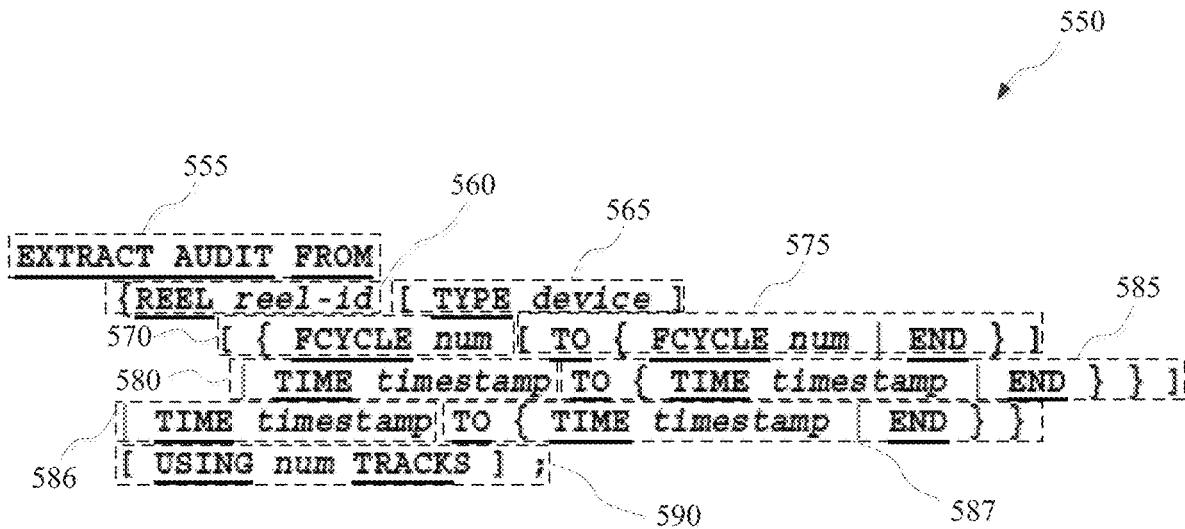 550
555
560
565
575
585
EXTRACT AUDIT FROM
{REEL reel-id [ TYPE device ]
570 [ { FCYCLE num [ TO { FCYCLE num | END } ]
580 | TIME timestamp TO { TIME timestamp | END } } ]
| TIME timestamp TO { TIME timestamp | END } }
586 [ USING num TRACKS ] ;
590
587